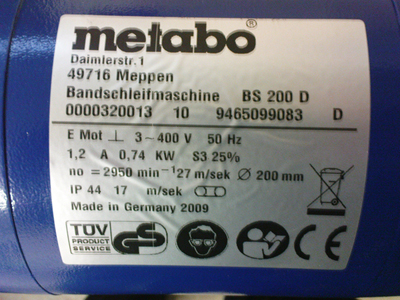 metabo®
Daimlerstr. 1
49716 Meppen
Bandschleifmaschine BS 200 D
0000320013 10 9465099083 D
E Mot ⊥ 3~400 V 50 Hz
1,2 A 0,74 KW S3 25%
no = 2950 min⁻¹ 27 m/sek ∅ 200 mm
IP 44 17 m/sek
Made in Germany 2009
TÜV
PRODUCT
SERVICE
GS
CE